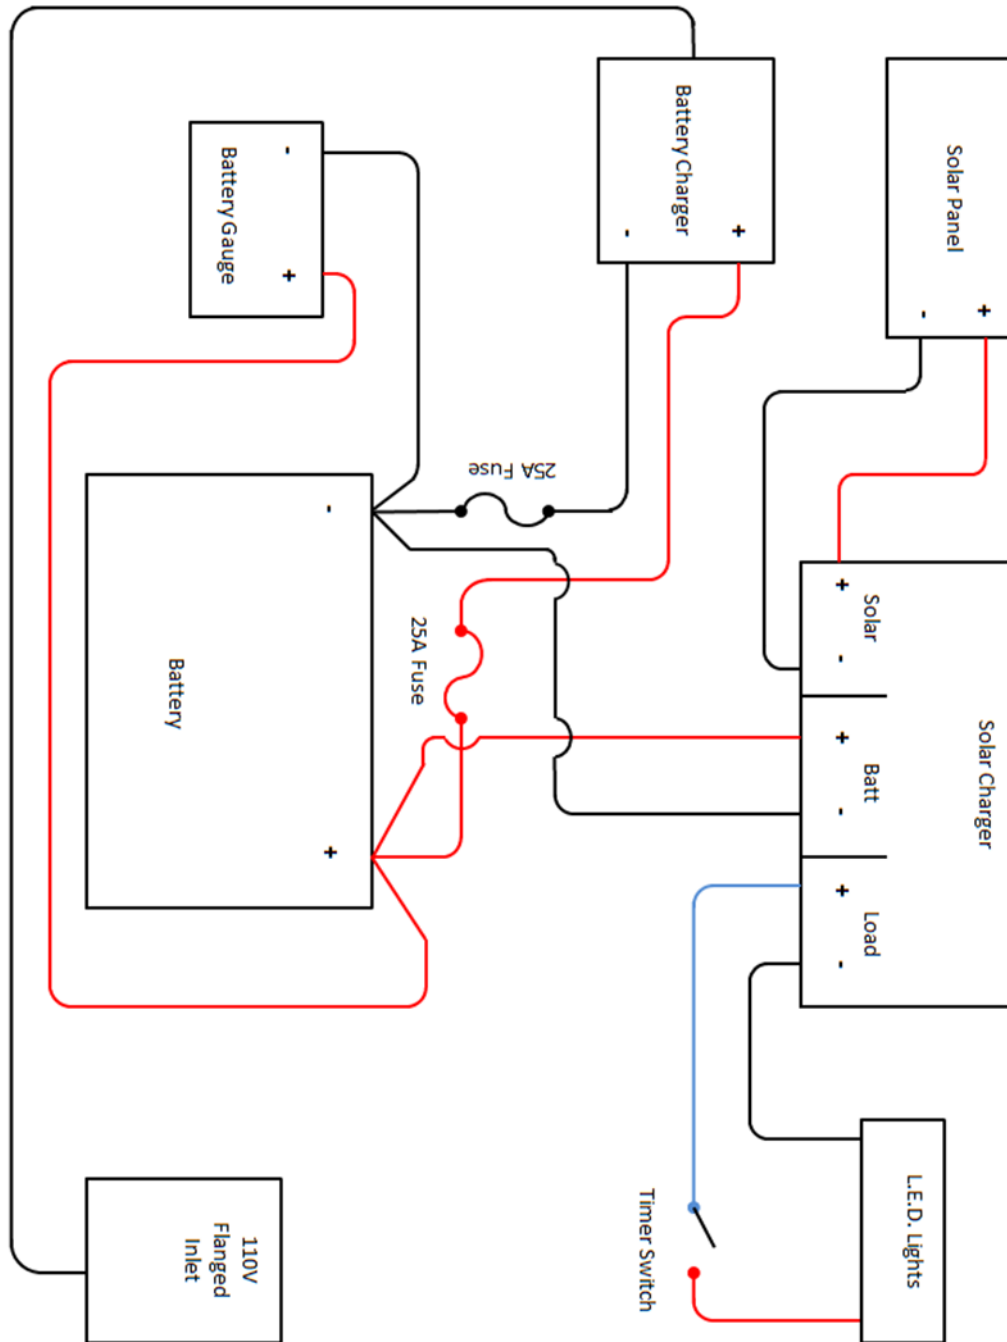 Solar Panel
-
+
Battery Charger
-
+
Battery Gauge
-
+
25A Fuse
25A Fuse
Battery
-
+
Solar Charger
Solar
+
-
Batt
+
-
Load
+
-
L.E.D. Lights
Timer Switch
110V
Flanged
Inlet